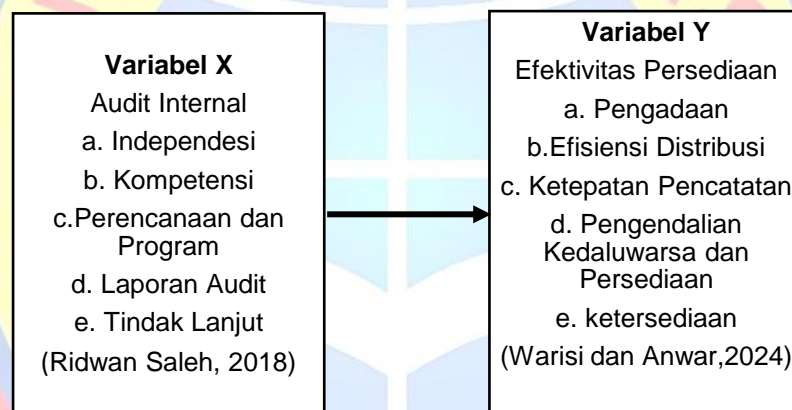 Variabel X
Audit Internal
a. Independesi
b. Kompetensi
c.Perencanaan dan
Program
d. Laporan Audit
e. Tindak Lanjut
(Ridwan Saleh, 2018)
Variabel Y
Efektivitas Persediaan
a. Pengadaan
b.Efisiensi Distribusi
c. Ketepatan Pencatatan
d. Pengendalian
Kedaluwarsa dan
Persediaan
e. ketersediaan
(Warisi dan Anwar,2024)